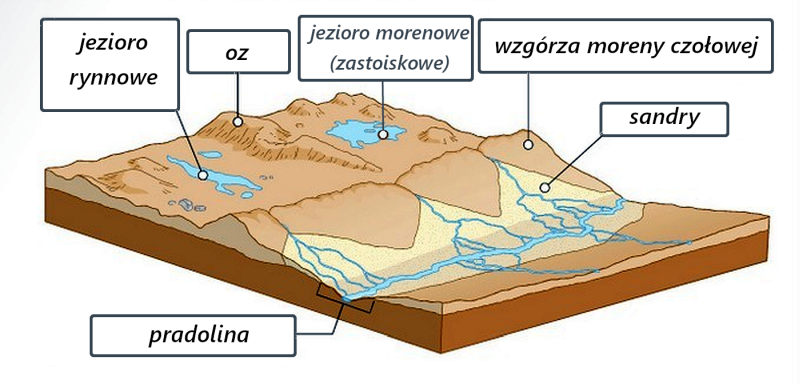 jezioro
rynnowe
oz
jezioro morenowe
(zastoiskowe)
wzgórza moreny czołowej
sandry
pradolina